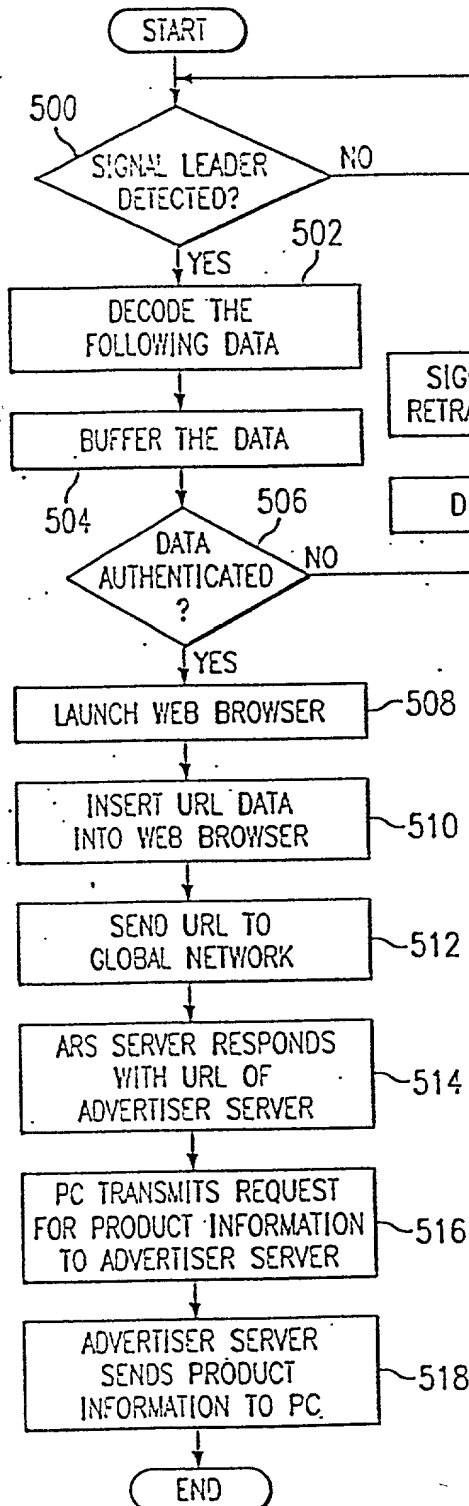 START
500
SIGNAL LEADER
DETECTED?
NO
YES
502
DECODE THE
FOLLOWING DATA
BUFFER THE DATA
504
506
DATA
AUTHENTICATED
?
NO
YES
LAUNCH WEB BROWSER
508
INSERT URL DATA
INTO WEB BROWSER
510
SEND URL TO
GLOBAL NETWORK
512
ARS SERVER RESPONDS
WITH URL OF
ADVERTISER SERVER
514
PC TRANSMITS REQUEST
FOR PRODUCT INFORMATION
TO ADVERTISER SERVER
516
ADVERTISER SERVER
SENDS PRODUCT
INFORMATION TO PC
518
END